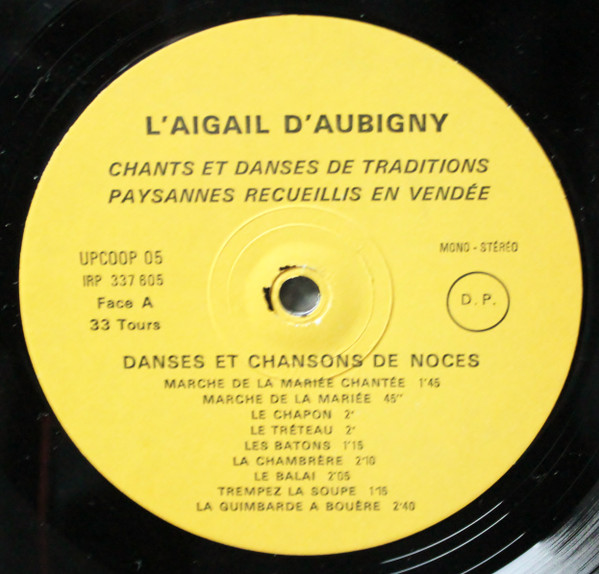 L'AIGAIL D'AUBIGNY
CHANTS ET DANSES DE TRADITIONS
PAYSANNES RECUEILLIS EN VENDÉE
UPCOOP 05
IRP 337 805
Face A
33 Tours
MONO - STÉRÉO
D. P.
DANSES ET CHANSONS DE NOCES
MARCHE DE LA MARIÉE CHANTÉE 1'45
MARCHE DE LA MARIÉE 45"
LE CHAPON 2'
LE TRÉTEAU 2'
LES BATONS 1'15
LA CHAMBRÈRE 2'10
LE BALAI 2'05
TREMPEZ LA SOUPE 1'15
LA GUIMBARDE A BOUÈRE 2'40